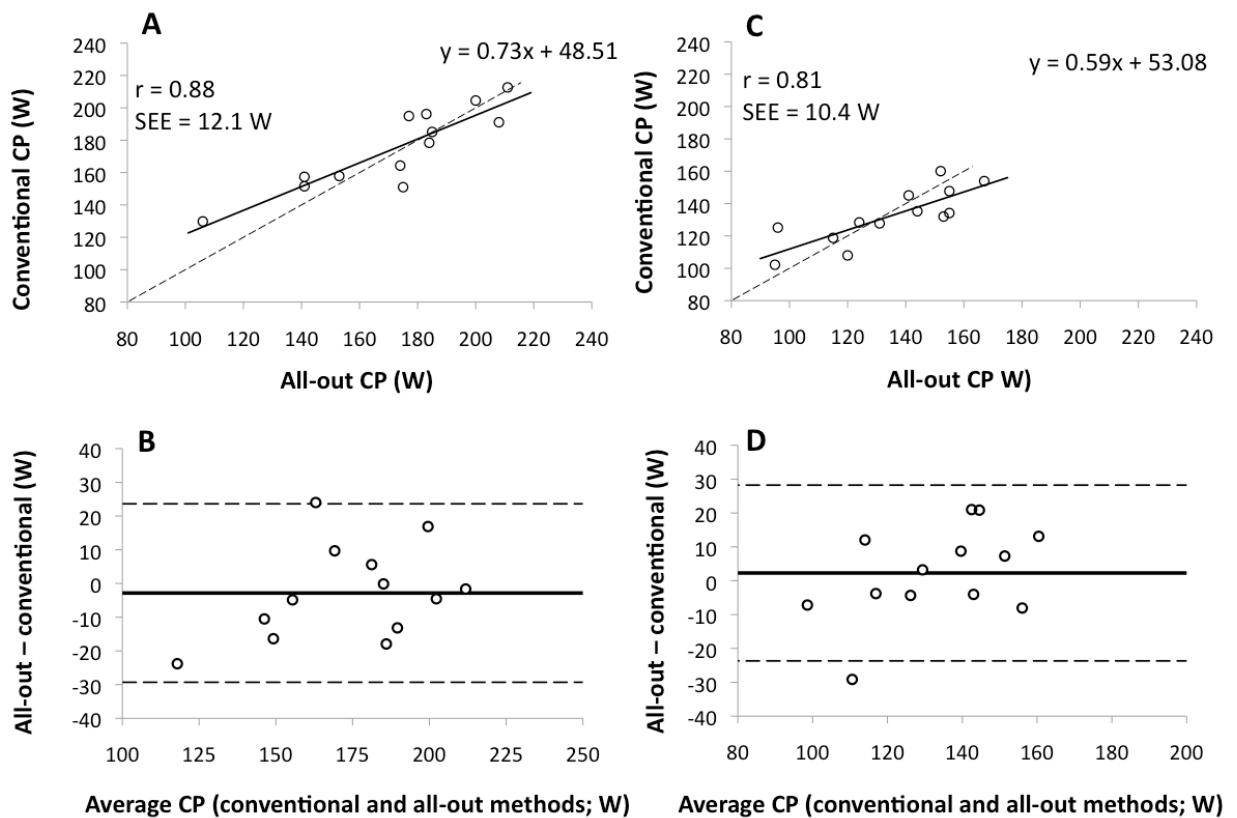 A
y = 0.73x + 48.51
r = 0.88
SEE = 12.1 W
Conventional CP (W)
240
220
200
180
160
140
120
100
80
80 100 120 140 160 180 200 220 240
All-out CP (W)
C
y = 0.59x + 53.08
r = 0.81
SEE = 10.4 W
Conventional CP (W)
240
220
200
180
160
140
120
100
80
80 100 120 140 160 180 200 220 240
All-out CP W)
B
All-out – conventional (W)
40
30
20
10
0
-10
-20
-30
-40
100 125 150 175 200 225 250
Average CP (conventional and all-out methods; W)
D
All-out – conventional (W)
40
30
20
10
0
-10
-20
-30
-40
80 100 120 140 160 180 200
Average CP (conventional and all-out methods; W)